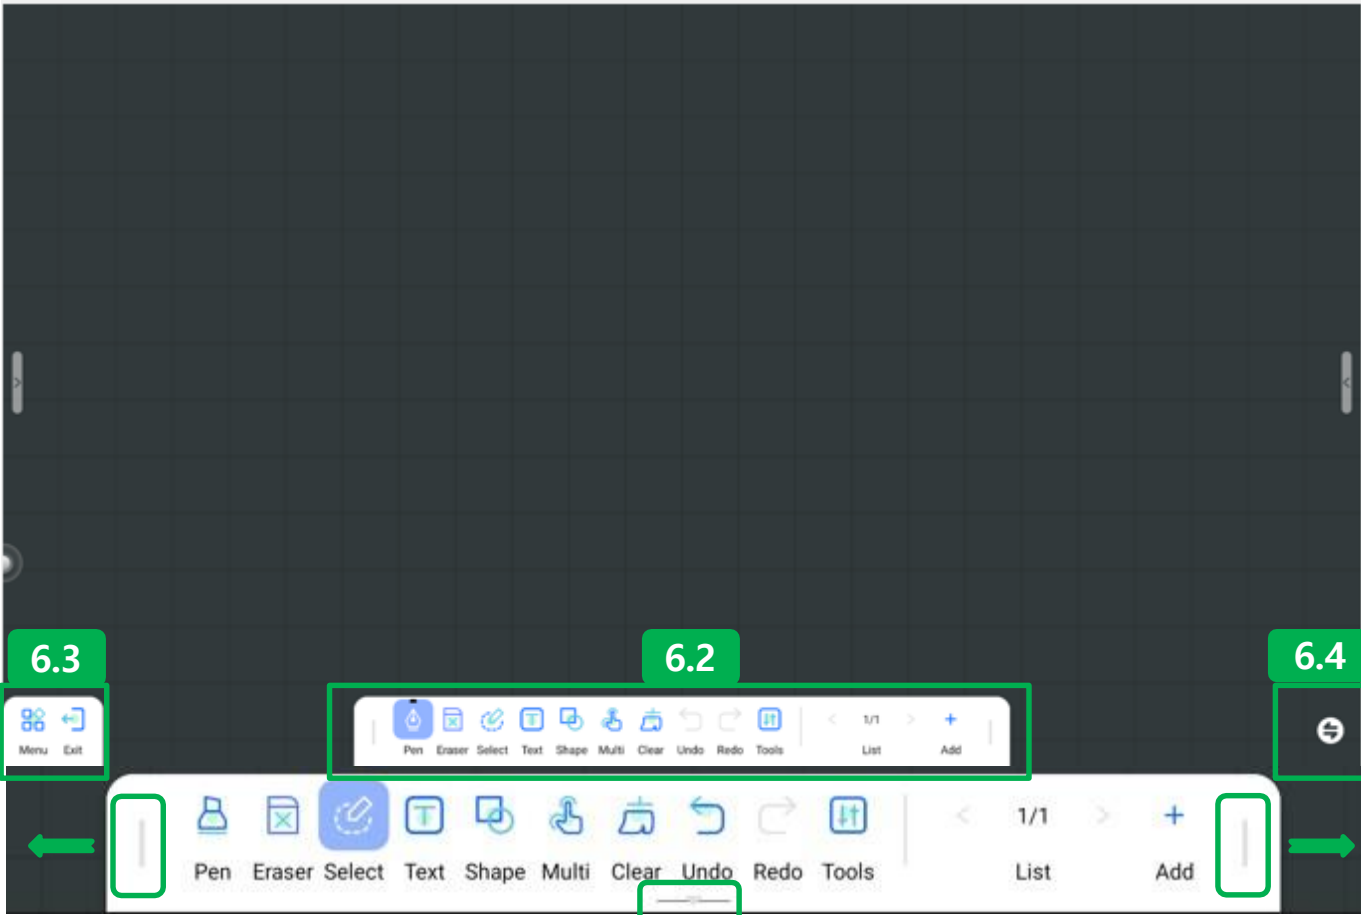 6.3
6.2
6.4
Menu Exit
1/1
Pen Eraser Select Text Shape Multi Clear Undo Redo Tools List Add
1/1
Pen Eraser Select Text Shape Multi Clear Undo Redo Tools List Add